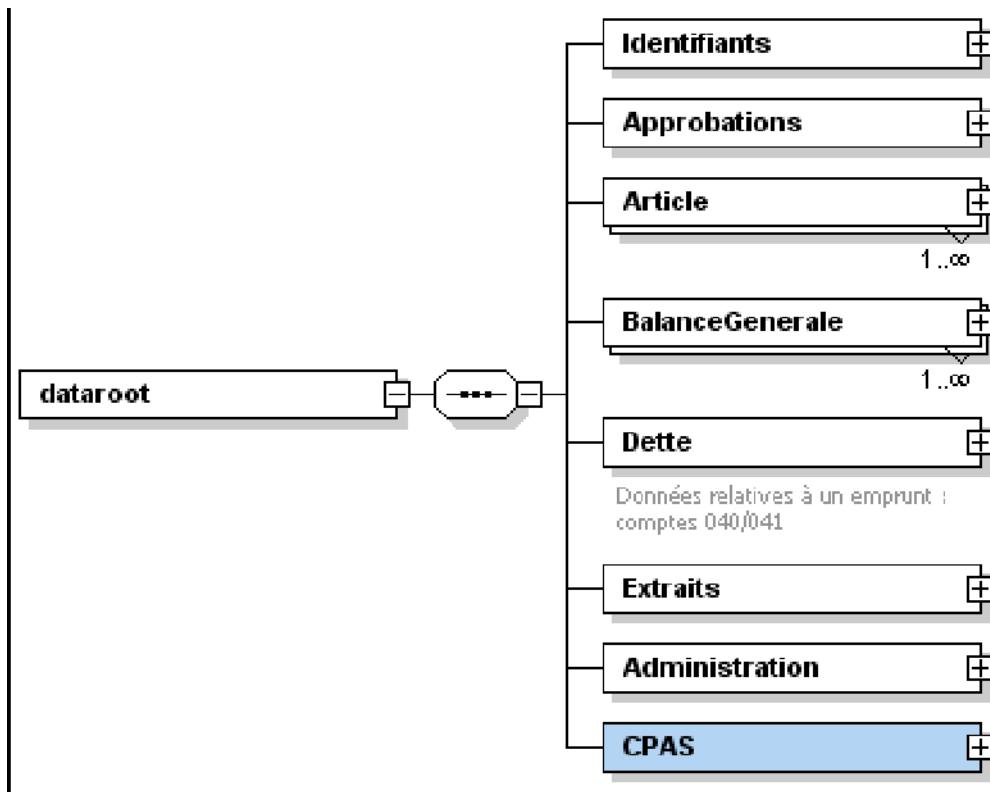 Identifiants
Approbations
Article
1..∞
BalanceGenerale
1..∞
dataroot
Dette
Données relatives à un emprunt :
comptes 040/041
Extraits
Administration
CPAS